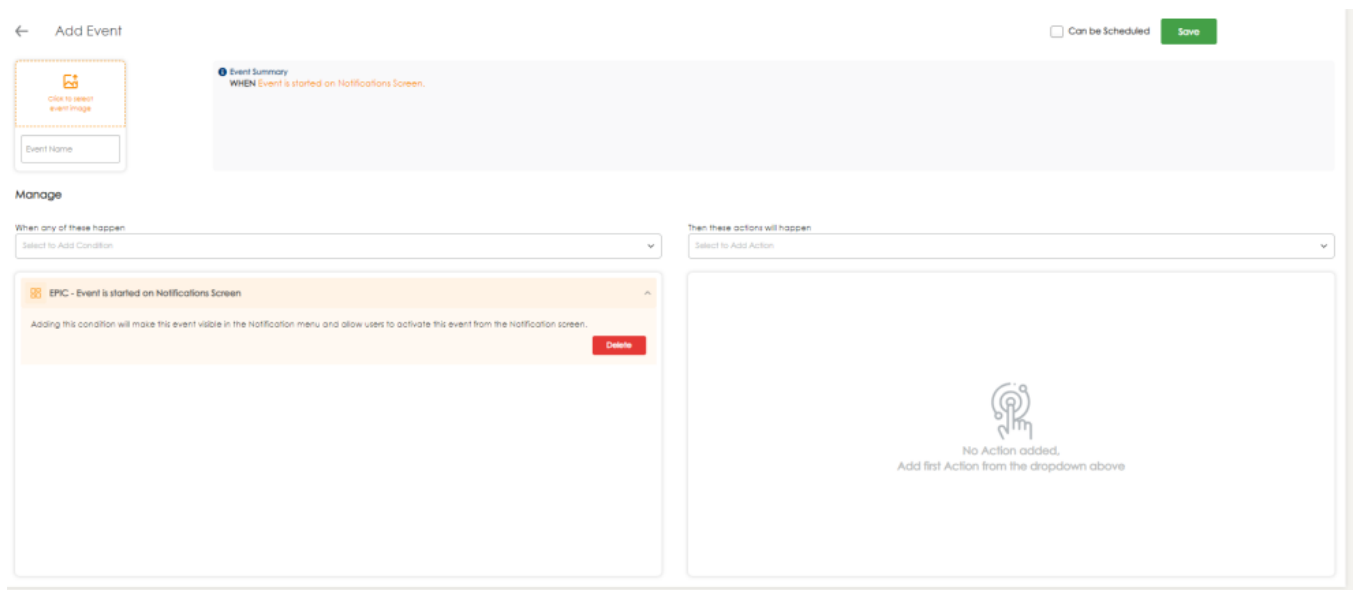 Add Event
Can be Scheduled
Save
Click to select
event image
Event Name
Event Summary
WHEN Event is started on Notifications Screen.
Manage
When any of these happen
Select to Add Condition
Then these actions will happen
Select to Add Action
EPIC - Event is started on Notifications Screen
Adding this condition will make this event visible in the Notification menu and allow users to activate this event from the Notification screen.
Delete
No Action added,
Add first Action from the dropdown above